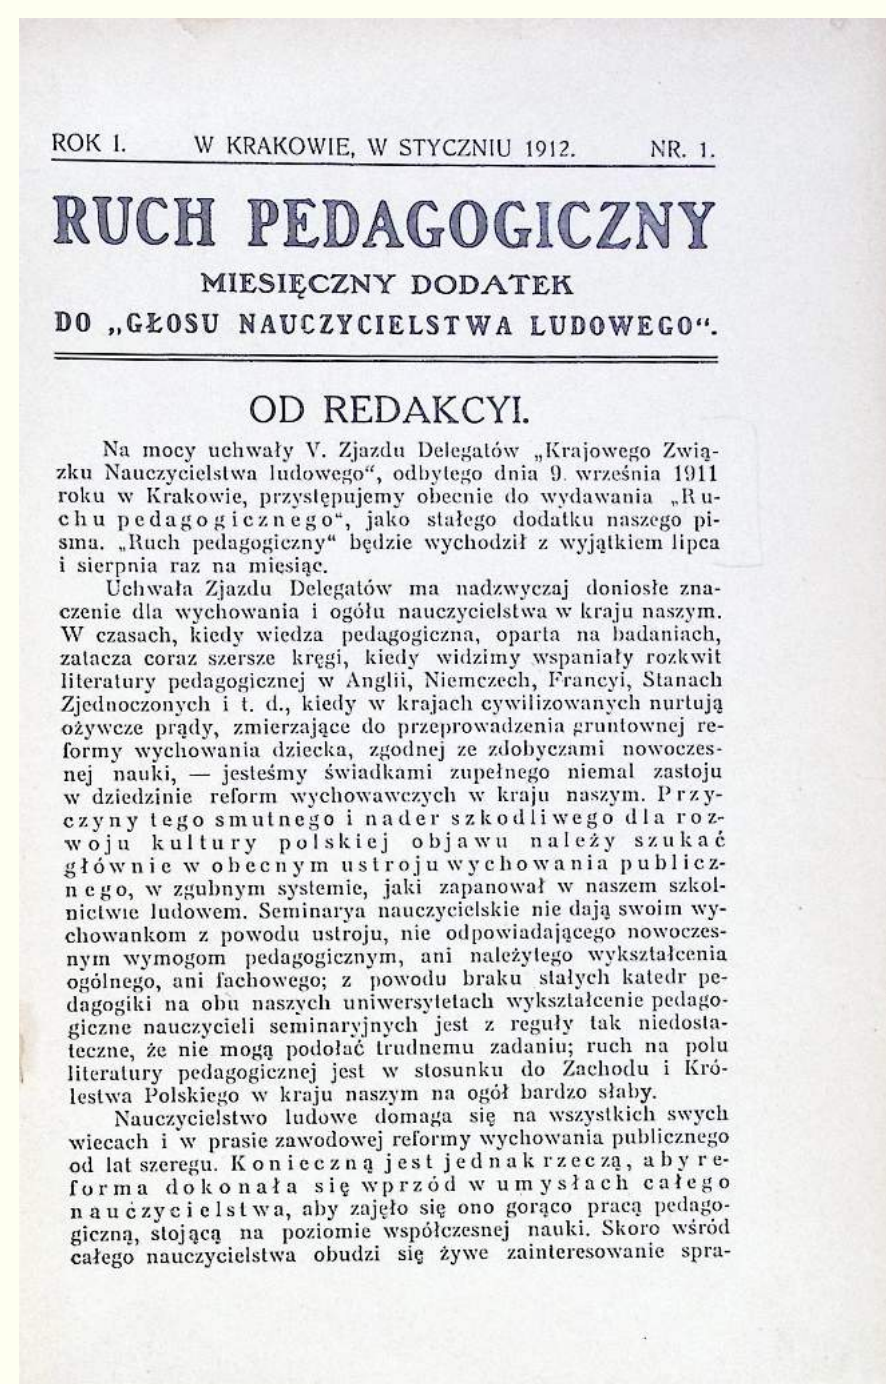 ROK I. W KRAKOWIE, W STYCZNIU 1912. NR. 1.
RUCH PEDAGOGICZNY
MIESIĘCZNY DODATEK
DO „GŁOSU NAUCZYCIELSTWA LUDOWEGO“.
OD REDAKCYI.
Na mocy uchwały V. Zjazdu Delegatów „Krajowego Zwią-
zku Nauczycielstwa ludowego“, odbytego dnia 9. września 1911
roku w Krakowie, przystępujemy obecnie do wydawania „Ru-
chu pedagogicznego“, jako stałego dodatku naszego pi-
sma. „Ruch pedagogiczny“ będzie wychodził z wyjątkiem lipca
i sierpnia raz na miesiąc.
Uchwała Zjazdu Delegatów ma nadzwyczaj doniosłe zna-
czenie dla wychowania i ogółu nauczycielstwa w kraju naszym.
W czasach, kiedy wiedza pedagogiczna, oparta na badaniach,
zatacza coraz szersze kręgi, kiedy widzimy wspaniały rozkwit
literatury pedagogicznej w Anglii, Niemczech, Francyi, Stanach
Zjednoczonych i t. d., kiedy w krajach cywilizowanych nurtują
ożywcze prądy, zmierzające do przeprowadzenia gruntownej re-
formy wychowania dziecka, zgodnej ze zdobyczami nowoczes-
nej nauki, — jesteśmy świadkami zupełnego niemal zastoju
w dziedzinie reform wychowawczych w kraju naszym. Przy-
czyny tego smutnego i nader szkodliwego dla roz-
woju kultury polskiej objawu należy szukać
głównie w obecnym ustroju wychowania publicz-
nego, w zgubnym systemie, jaki zapanował w naszem szkol-
nictwie ludowem. Seminarya nauczycielskie nie dają swoim wy-
chowankom z powodu ustroju, nie odpowiadającego nowoczes-
nym wymogom pedagogicznym, ani należytego wykształcenia
ogólnego, ani fachowego; z powodu braku stałych katedr pe-
dagogiki na obu naszych uniwersytetach wykształcenie pedago-
giczne nauczycieli seminaryjnych jest z reguły tak niedosta-
teczne, że nie mogą podołać trudnemu zadaniu; ruch na polu
literatury pedagogicznej jest w stosunku do Zachodu i Kró-
lestwa Polskiego w kraju naszym na ogół bardzo słaby.
Nauczycielstwo ludowe domaga się na wszystkich swych
wiecach i w prasie zawodowej reformy wychowania publicznego
od lat szeregu. Konieczną jest jednak rzeczą, aby re-
forma dokonała się wprzód w umysłach całego
nauczycielstwa, aby zajęło się ono gorąco pracą pedago-
giczną, stojącą na poziomie współczesnej nauki. Skoro wśród
całego nauczycielstwa obudzi się żywe zainteresowanie spra-